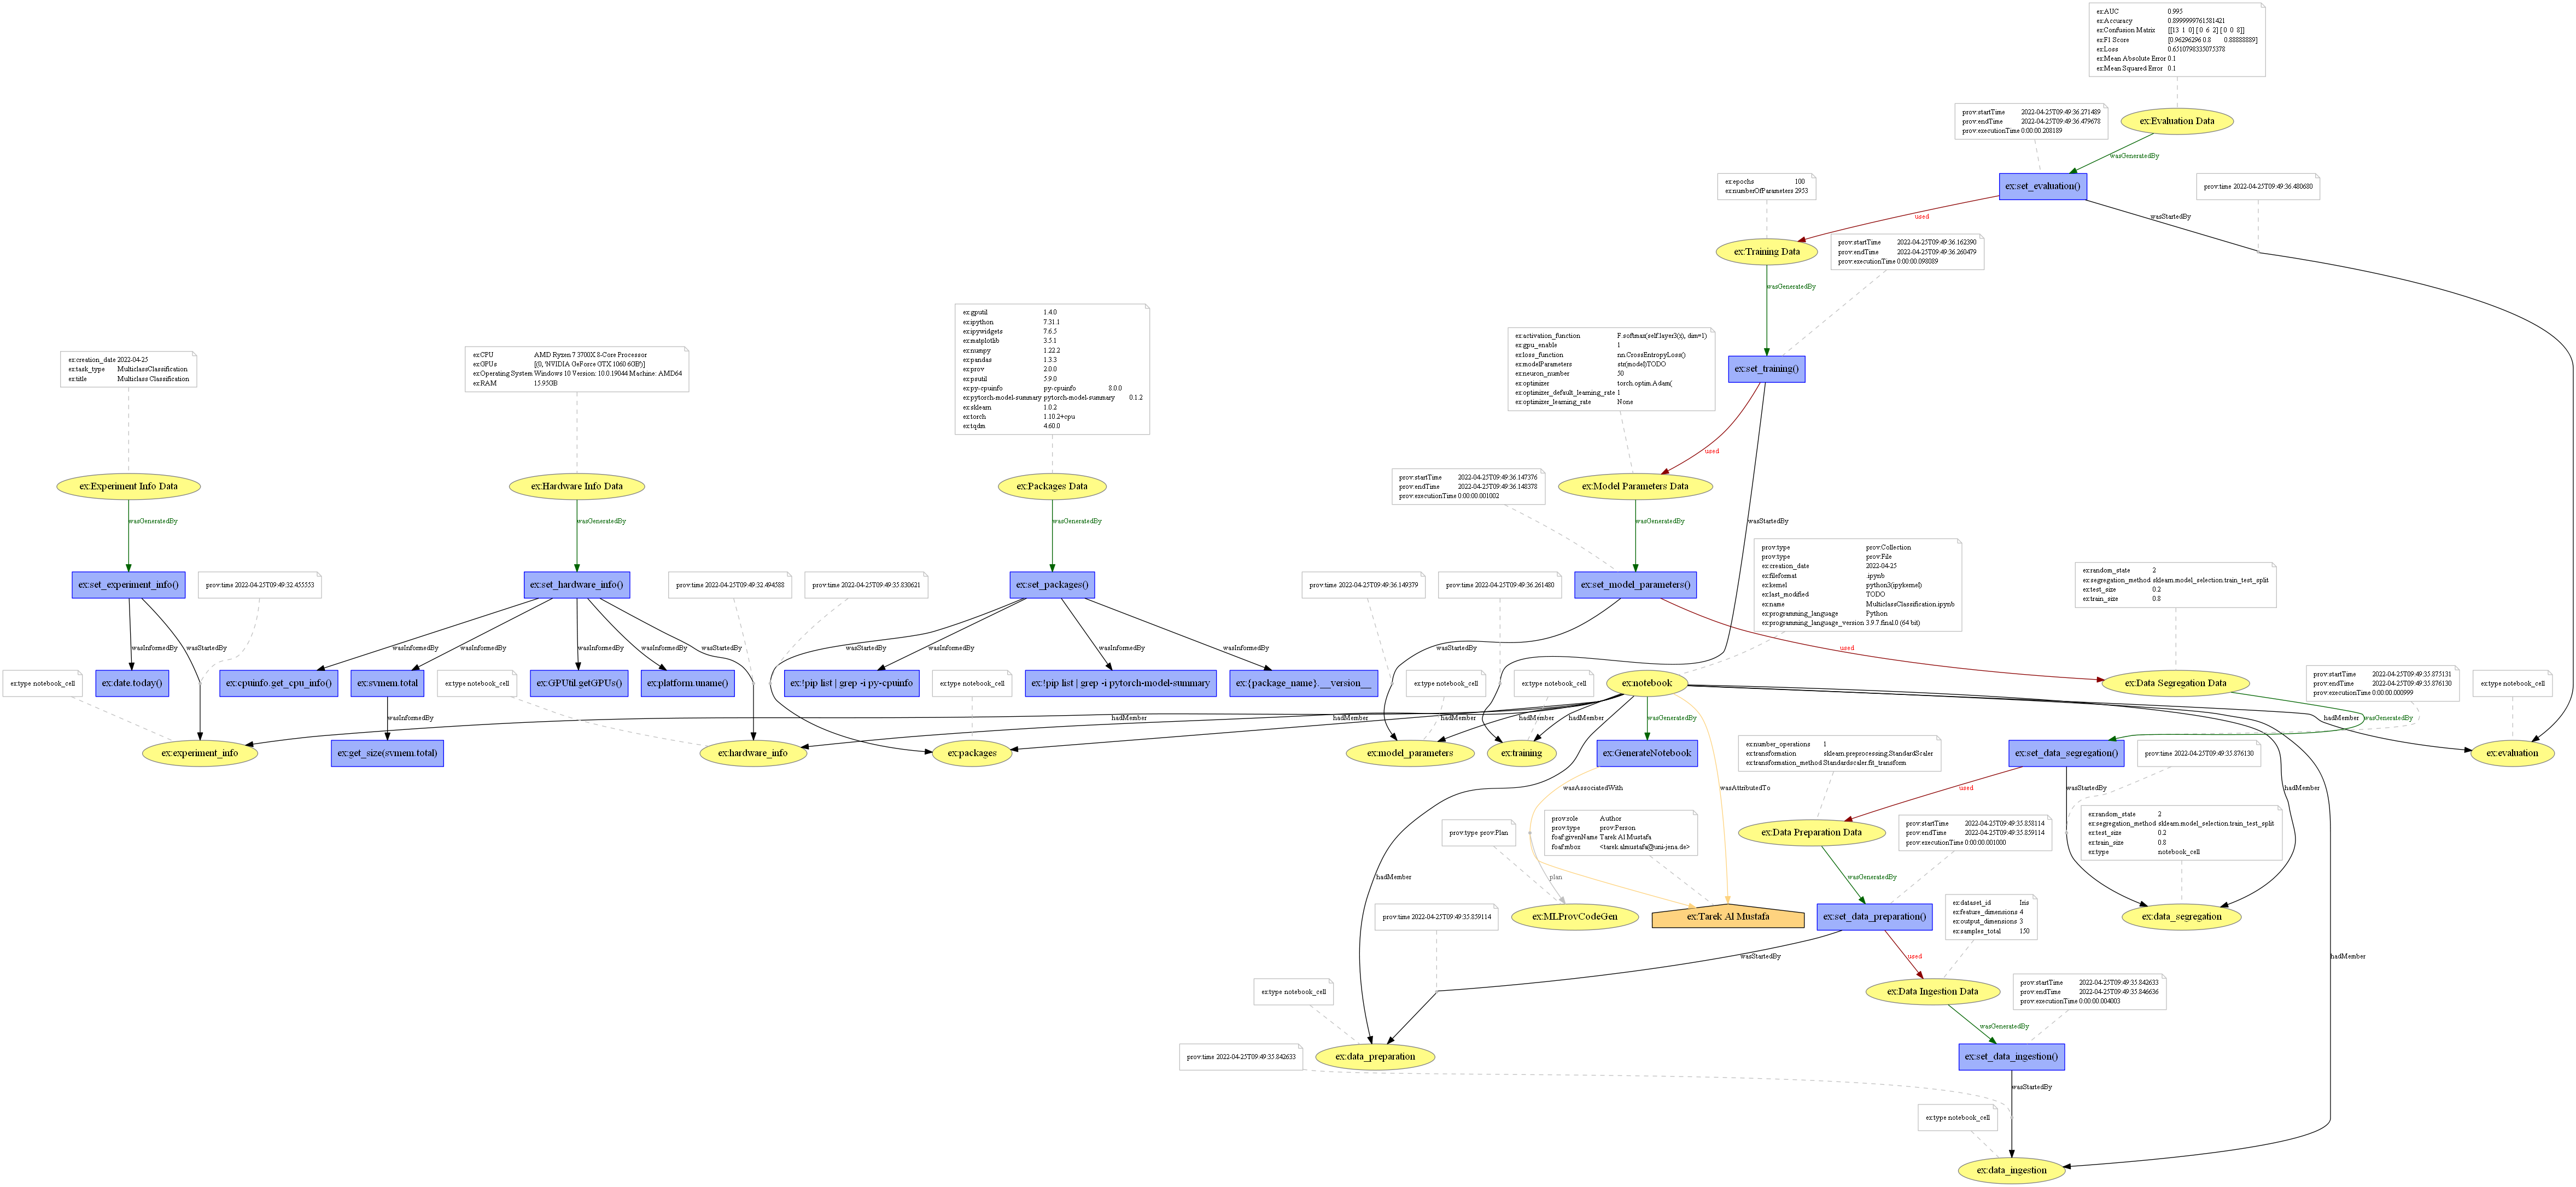 ex:AUC 0.995
ex:Accuracy 0.8999999761581421
ex:Confusion Matrix [[13 1 0] [ 0 6 2] [ 0 0 8]]
ex:F1 Score [0.96296296 0.8 0.88888889]
ex:Loss 0.6510798335075378
ex:Mean Absolute Error 0.1
ex:Mean Squared Error 0.1
prov:startTime 2022-04-25T09:49:36.271489
prov:endTime 2022-04-25T09:49:36.479678
prov:executionTime 0:00:00.208189
ex:Evaluation Data
wasGeneratedBy
ex:set_evaluation()
prov:time 2022-04-25T09:49:36.480680
ex:epochs 100
ex:numberOfParameters 2953
used
wasStartedBy
ex:Training Data
prov:startTime 2022-04-25T09:49:36.162390
prov:endTime 2022-04-25T09:49:36.260479
prov:executionTime 0:00:00.098089
wasGeneratedBy
ex:gputil 1.4.0
ex:ipython 7.31.1
ex:ipywidgets 7.6.5
ex:matplotlib 3.5.1
ex:numpy 1.22.2
ex:pandas 1.3.3
ex:prov 2.0.0
ex:psutil 5.9.0
ex:py-cpuinfo py-cpuinfo 8.0.0
ex:pytorch-model-summary pytorch-model-summary 0.1.2
ex:sklearn 1.0.2
ex:torch 1.10.2+cpu
ex:tqdm 4.60.0
ex:activation_function F.softmax(self.layer3(x), dim=1)
ex:gpu_enable 1
ex:loss_function nn.CrossEntropyLoss()
ex:modelParameters str(model)TODO
ex:neuron_number 50
ex:optimizer torch.optim.Adam(
ex:optimizer_default_learning_rate 1
ex:optimizer_learning_rate None
ex:set_training()
ex:creation_date 2022-04-25
ex:task_type MulticlassClassification
ex:title Multiclass Classification
ex:CPU AMD Ryzen 7 3700X 8-Core Processor
ex:GPUs [(0, 'NVIDIA GeForce GTX 1060 6GB')]
ex:Operating System Windows 10 Version: 10.0.19044 Machine: AMD64
ex:RAM 15.95GB
used
prov:startTime 2022-04-25T09:49:36.147376
prov:endTime 2022-04-25T09:49:36.148378
prov:executionTime 0:00:00.001002
ex:Experiment Info Data
ex:Hardware Info Data
ex:Packages Data
ex:Model Parameters Data
wasGeneratedBy
wasGeneratedBy
wasGeneratedBy
wasGeneratedBy
wasStartedBy
prov:type prov:Collection
prov:type prov:File
ex:creation_date 2022-04-25
ex:fileformat .ipynb
ex:kernel python3(ipykernel)
ex:last_modified TODO
ex:name MulticlassClassification.ipynb
ex:programming_language Python
ex:programming_language_version 3.9.7.final.0 (64 bit)
ex:random_state 2
ex:segregation_method sklearn.model_selection.train_test_split
ex:test_size 0.2
ex:train_size 0.8
ex:set_experiment_info()
prov:time 2022-04-25T09:49:32.455553
ex:set_hardware_info()
prov:time 2022-04-25T09:49:32.494588
prov:time 2022-04-25T09:49:35.830621
ex:set_packages()
prov:time 2022-04-25T09:49:36.149379
prov:time 2022-04-25T09:49:36.261480
ex:set_model_parameters()
wasInformedBy
wasStartedBy
wasInformedBy
wasInformedBy
wasInformedBy
wasInformedBy
wasStartedBy
wasStartedBy
wasInformedBy
wasInformedBy
wasInformedBy
wasStartedBy
used
ex:type notebook_cell
ex:date.today()
ex:cpuinfo.get_cpu_info()
ex:svmem.total
ex:type notebook_cell
ex:GPUtil.getGPUs()
ex:platform.uname()
ex:!pip list | grep -i py-cpuinfo
ex:type notebook_cell
ex:!pip list | grep -i pytorch-model-summary
ex:{package_name}.__version__
ex:type notebook_cell
ex:type notebook_cell
ex:notebook
ex:Data Segregation Data
prov:startTime 2022-04-25T09:49:35.875131
prov:endTime 2022-04-25T09:49:35.876130
prov:executionTime 0:00:00.000999
ex:type notebook_cell
wasInformedBy
hadMember
hadMember
hadMember
hadMember
hadMember
wasGeneratedBy
hadMember
wasGeneratedBy
ex:experiment_info
ex:get_size(svmem.total)
ex:hardware_info
ex:packages
ex:model_parameters
ex:training
ex:GenerateNotebook
ex:number_operations 1
ex:transformation sklearn.preprocessing.StandardScaler
ex:transformation_method Standardscaler.fit_transform
ex:set_data_segregation()
prov:time 2022-04-25T09:49:35.876130
ex:evaluation
wasAssociatedWith
wasAttributedTo
used
wasStartedBy
hadMember
prov:type prov:Plan
prov:role Author
prov:type prov:Person
foaf:givenName Tarek Al Mustafa
foaf:mbox <tarek.almustafa@uni-jena.de>
ex:Data Preparation Data
prov:startTime 2022-04-25T09:49:35.858114
prov:endTime 2022-04-25T09:49:35.859114
prov:executionTime 0:00:00.001000
ex:random_state 2
ex:segregation_method sklearn.model_selection.train_test_split
ex:test_size 0.2
ex:train_size 0.8
ex:type notebook_cell
hadMember
plan
wasGeneratedBy
prov:time 2022-04-25T09:49:35.859114
ex:MLProvCodeGen
ex:Tarek Al Mustafa
ex:set_data_preparation()
ex:dataset_id Iris
ex:feature_dimensions 4
ex:output_dimensions 3
ex:samples_total 150
ex:data_segregation
wasStartedBy
used
hadMember
ex:type notebook_cell
ex:Data Ingestion Data
prov:startTime 2022-04-25T09:49:35.842633
prov:endTime 2022-04-25T09:49:35.846636
prov:executionTime 0:00:00.004003
wasGeneratedBy
prov:time 2022-04-25T09:49:35.842633
ex:data_preparation
ex:set_data_ingestion()
wasStartedBy
ex:type notebook_cell
ex:data_ingestion